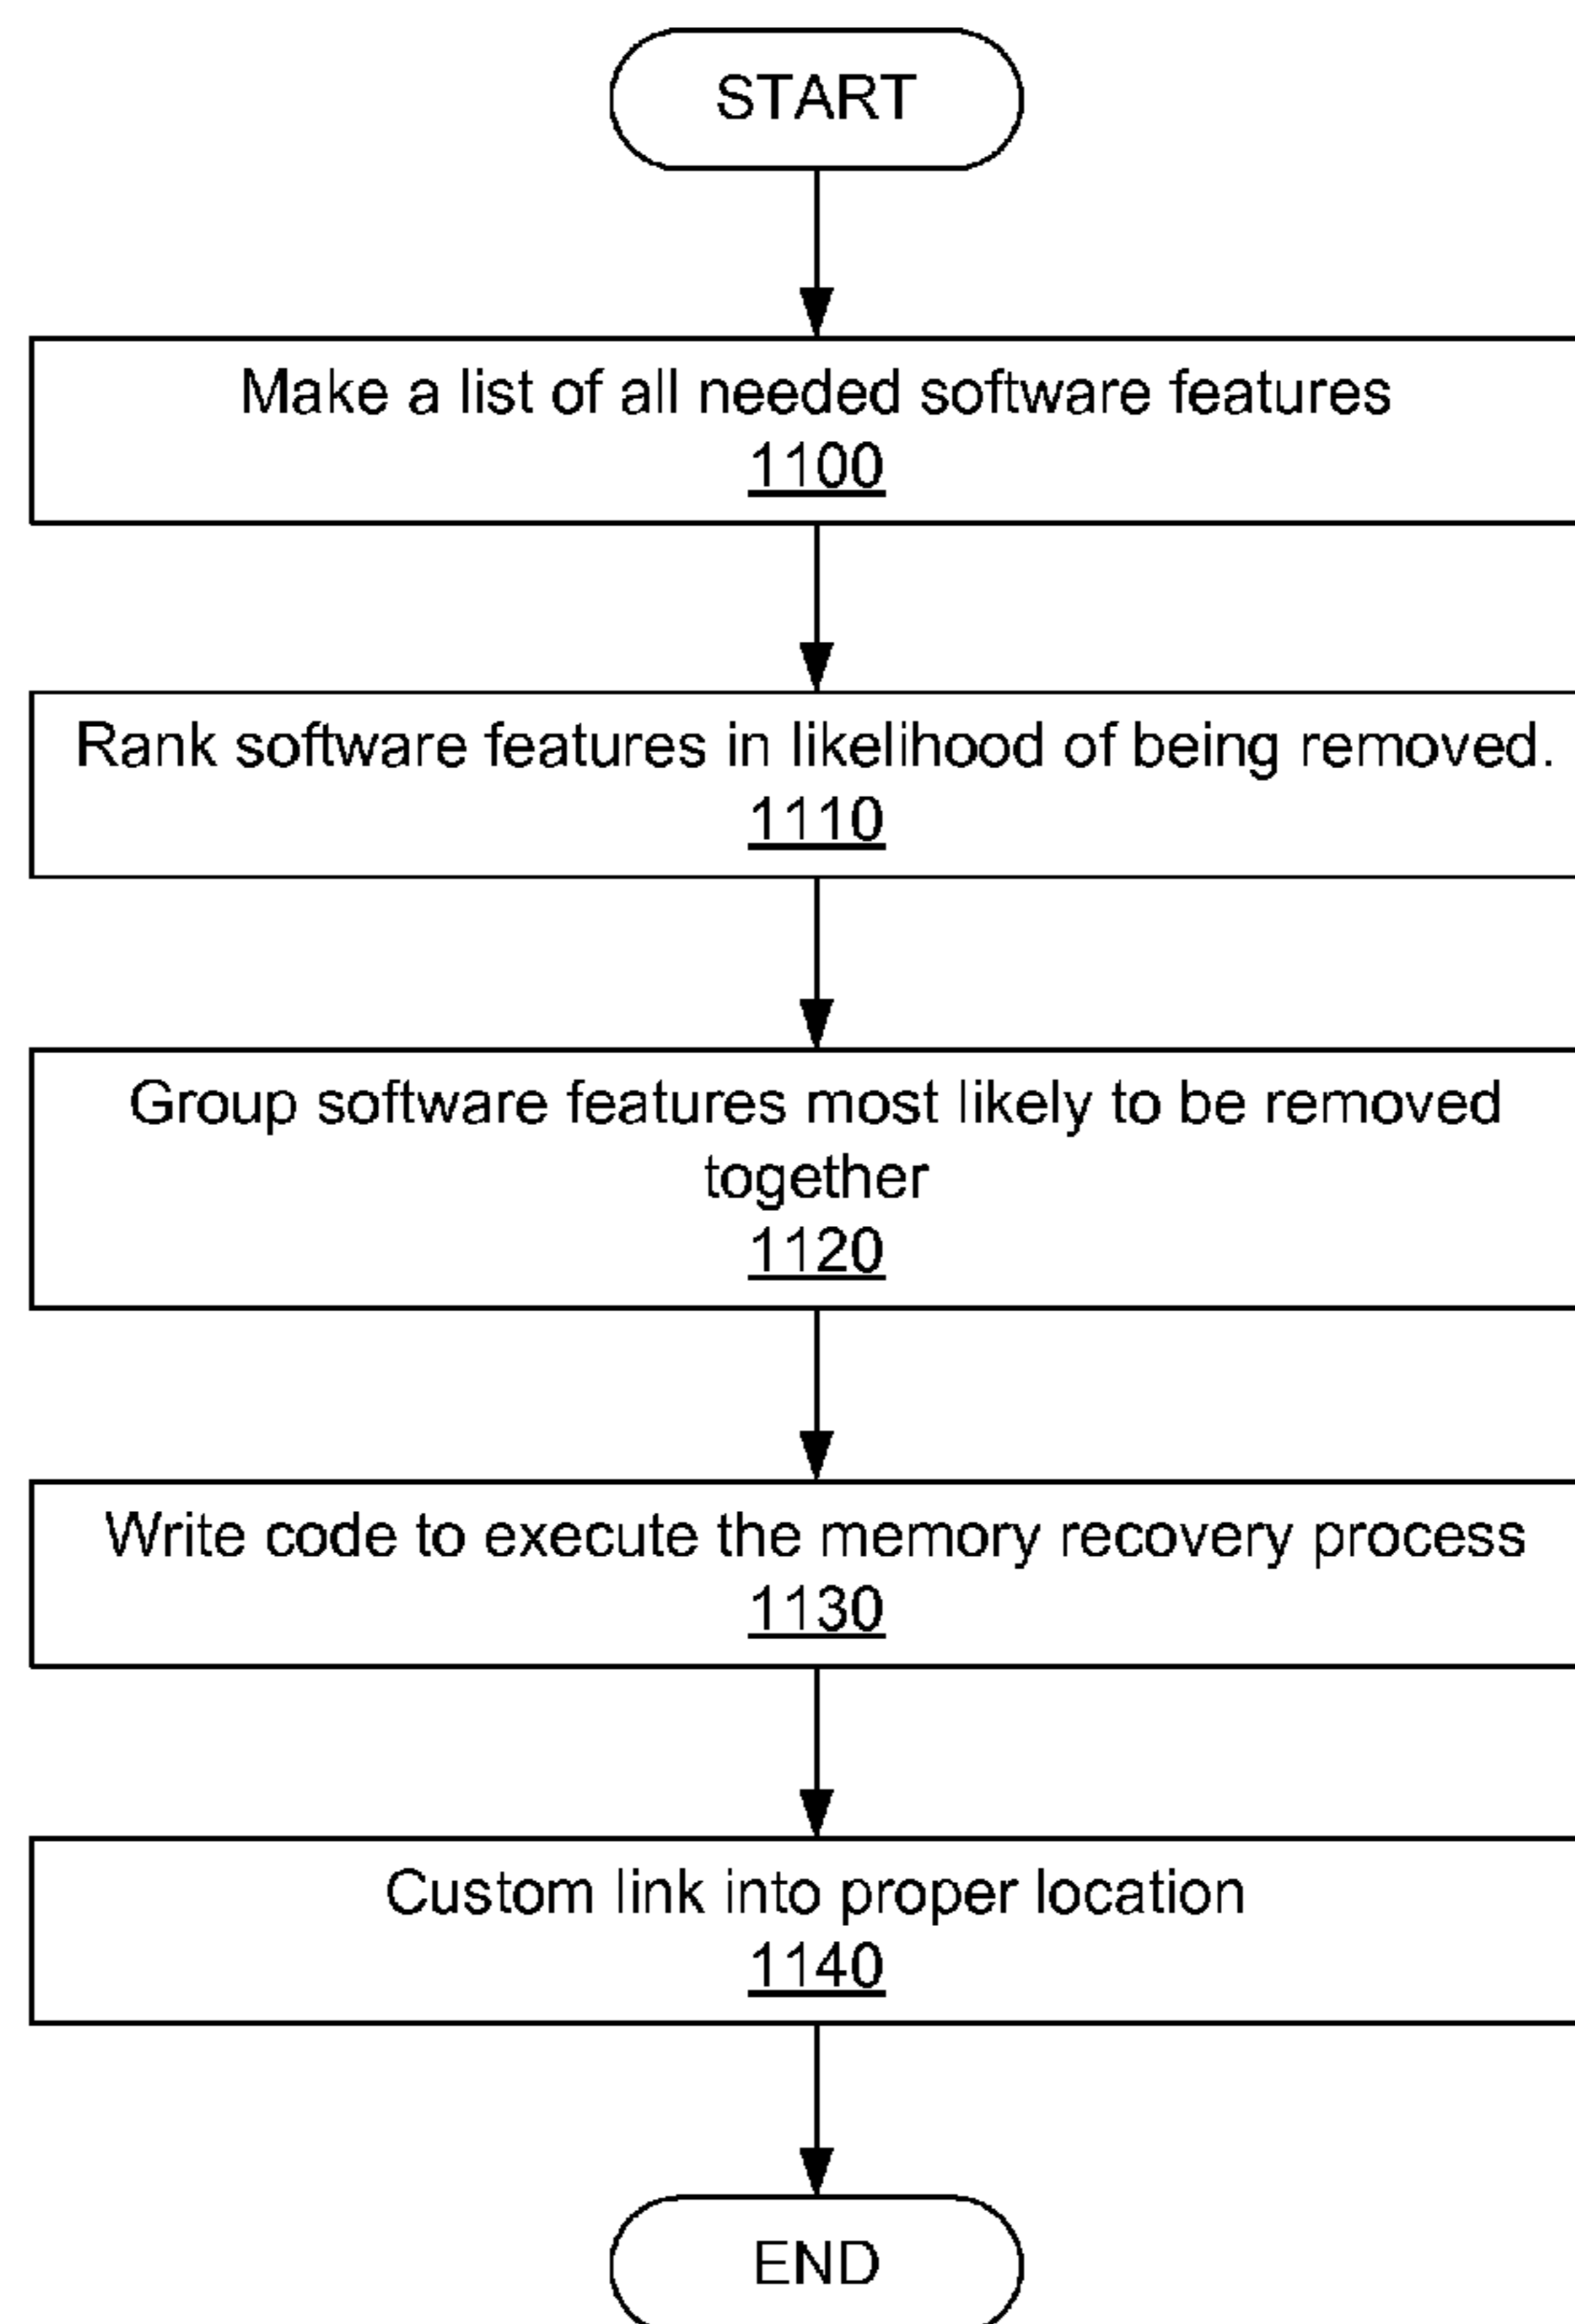 START
Make a list of all needed software features
1100
Rank software features in likelihood of being removed.
1110
Group software features most likely to be removed
together
1120
Write code to execute the memory recovery process
1130
Custom link into proper location
1140
END